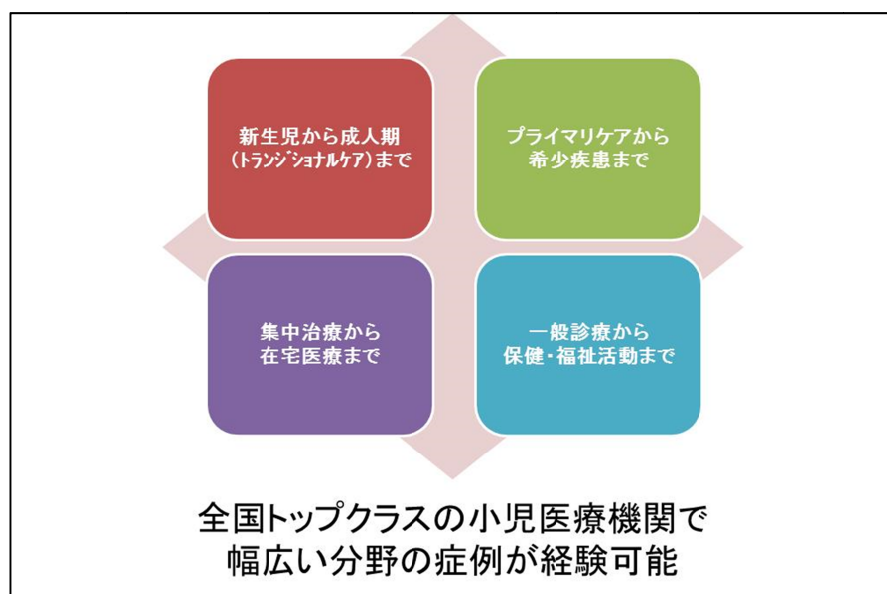 新生児から成人期
(ﾄﾗﾝｼﾞｼｮﾅﾙｹｱ)まで
プライマリケアから
希少疾患まで
集中治療から
在宅医療まで
一般診療から
保健・福祉活動まで
全国トップクラスの小児医療機関で
幅広い分野の症例が経験可能